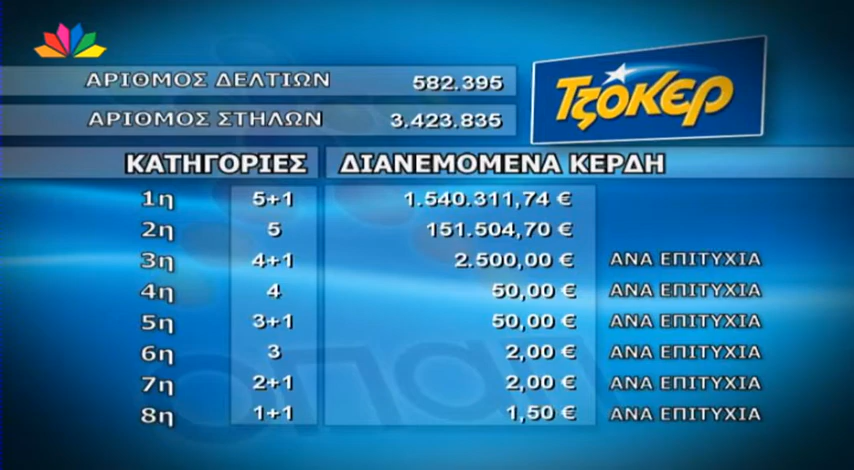 ΑΡΙΘΜΟΣ ΔΕΛΤΙΩΝ 582.395
ΑΡΙΘΜΟΣ ΣΤΗΛΩΝ 3.423.835
ΤζΟΚΕΡ
ΚΑΤΗΓΟΡΙΕΣ ΔΙΑΝΕΜΟΜΕΝΑ ΚΕΡΔΗ
1η 5+1 1.540.311,74 €
2η 5 151.504,70 €
3η 4+1 2.500,00 € ΑΝΑ ΕΠΙΤΥΧΙΑ
4η 4 50,00 € ΑΝΑ ΕΠΙΤΥΧΙΑ
5η 3+1 50,00 € ΑΝΑ ΕΠΙΤΥΧΙΑ
6η 3 2,00 € ΑΝΑ ΕΠΙΤΥΧΙΑ
7η 2+1 2,00 € ΑΝΑ ΕΠΙΤΥΧΙΑ
8η 1+1 1,50 € ΑΝΑ ΕΠΙΤΥΧΙΑ
οπαπ